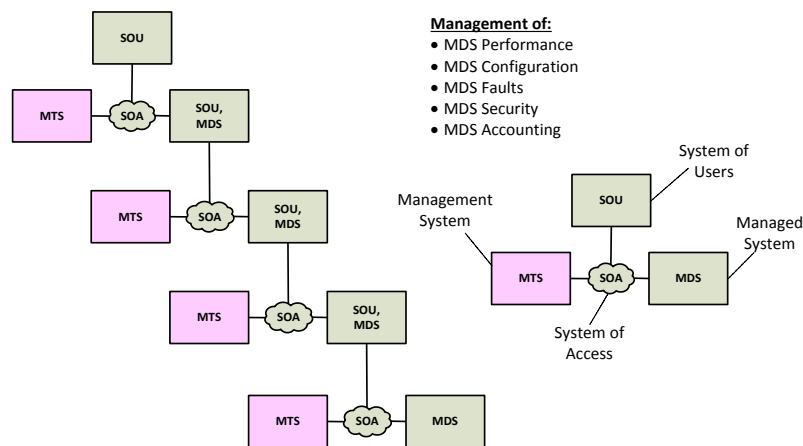 SOU
MTS
SOA
SOU,
MDS
MTS
SOA
SOU,
MDS
MTS
SOA
SOU,
MDS
MTS
SOA
MDS
Management of:
• MDS Performance
• MDS Configuration
• MDS Faults
• MDS Security
• MDS Accounting
System of
Users
Management
System
SOU
Managed
System
MTS
SOA
MDS
System of
Access